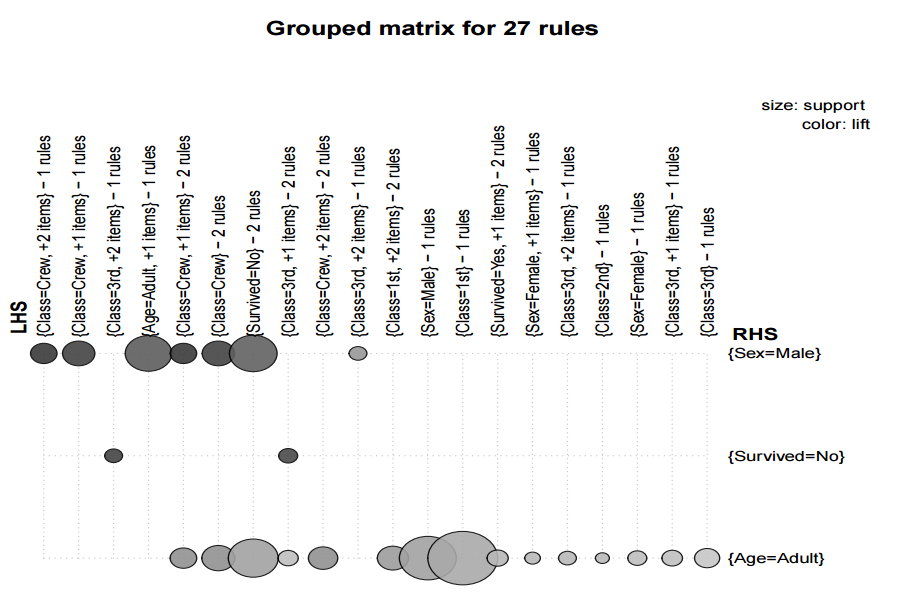 Grouped matrix for 27 rules
size: support
color: lift
LHS
{Class=Crew, +2 items} − 1 rules
{Class=Crew, +1 items} − 1 rules
{Class=3rd, +2 items} − 1 rules
{Age=Adult, +1 items} − 1 rules
{Class=Crew, +1 items} − 2 rules
{Class=Crew} − 2 rules
{Survived=No} − 2 rules
{Class=3rd, +1 items} − 2 rules
{Class=Crew, +2 items} − 2 rules
{Class=3rd, +2 items} − 1 rules
{Class=1st, +2 items} − 2 rules
{Sex=Male} − 1 rules
{Class=1st} − 1 rules
{Survived=Yes, +1 items} − 2 rules
{Sex=Female, +1 items} − 1 rules
{Class=3rd, +2 items} − 1 rules
{Class=2nd} − 1 rules
{Sex=Female} − 1 rules
{Class=3rd, +1 items} − 1 rules
{Class=3rd} − 1 rules
RHS
{Sex=Male}
{Survived=No}
{Age=Adult}